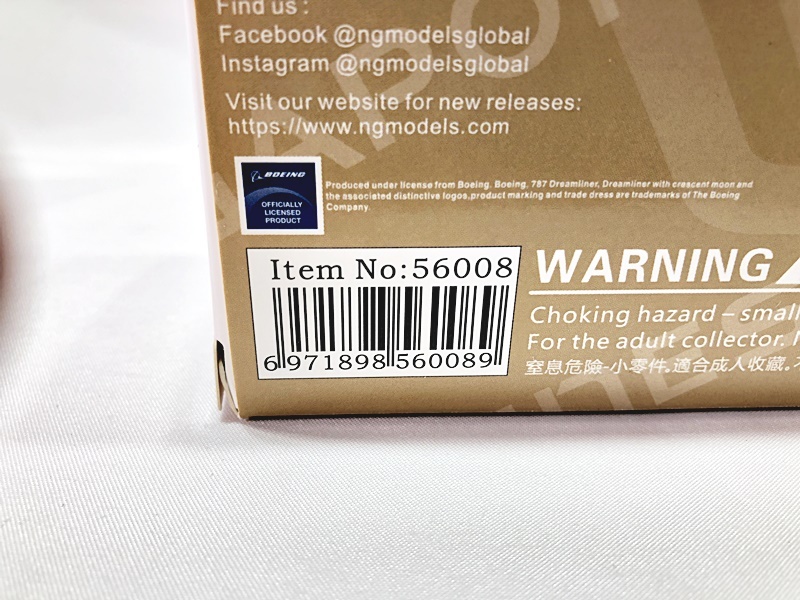 Find us :
Facebook @ngmodelsglobal
Instagram @ngmodelsglobal
Visit our website for new releases:
https://www.ngmodels.com
BOEING
OFFICIALLY
LICENSED
PRODUCT
Produced under license from Boeing. Boeing, 787 Dreamliner, Dreamliner with crescent moon and
the associated distinctive logos,product marking and trade dress are trademarks of The Boeing
Company.
Item No:56008
6 971898 560089
WARNING
Choking hazard – small
For the adult collector.
窒息危險-小零件。適合成人收藏。